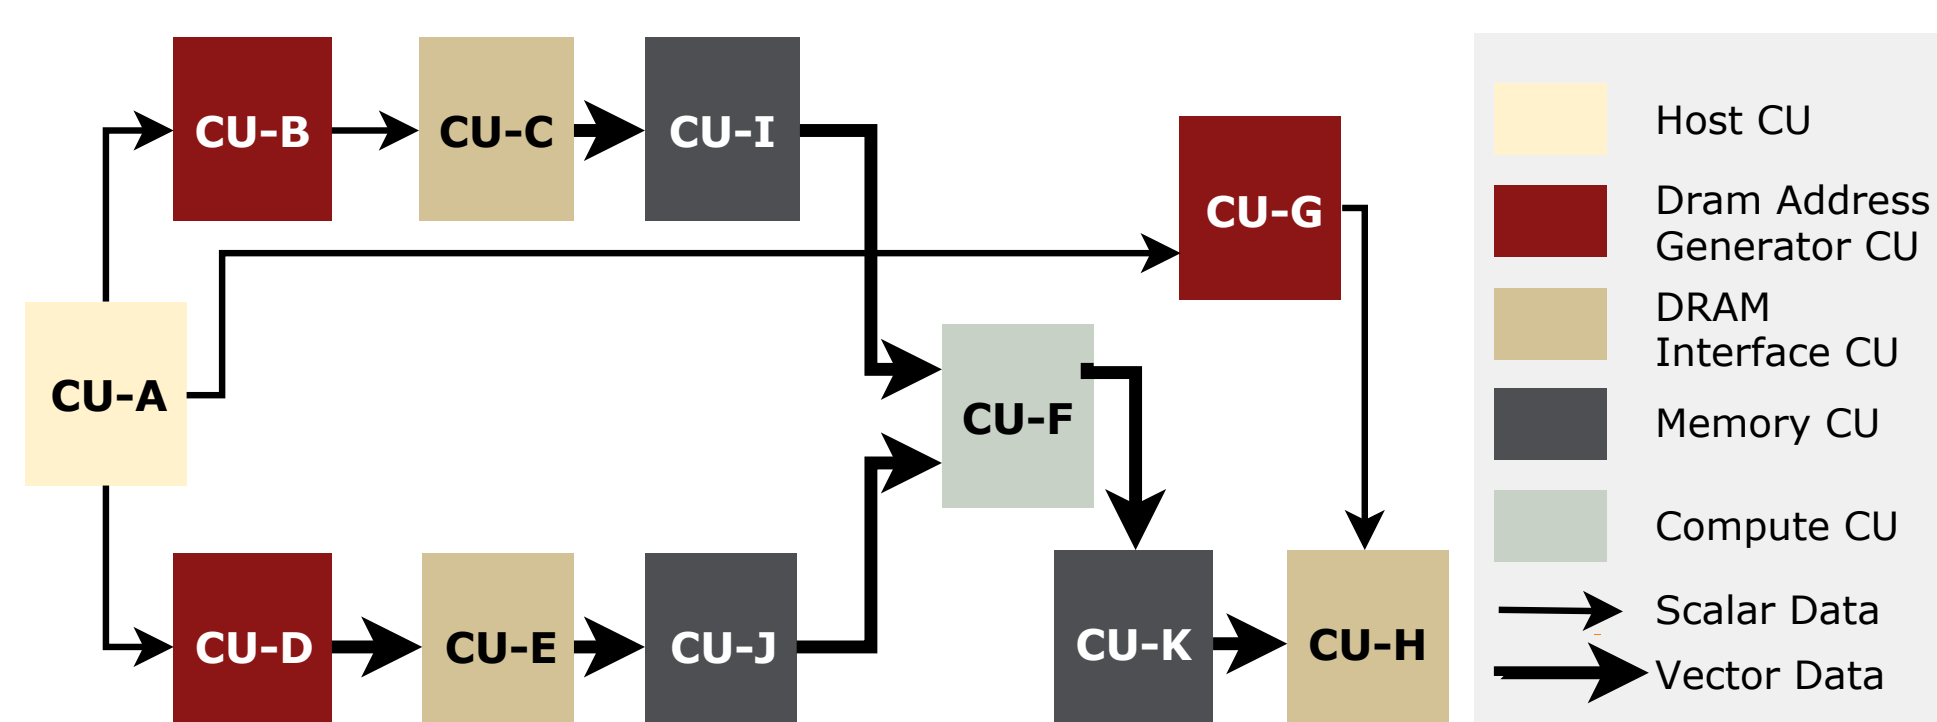 CU-B
CU-C
CU-I
CU-G
CU-A
CU-F
CU-D
CU-E
CU-J
CU-K
CU-H
Host CU
Dram Address
Generator CU
DRAM
Interface CU
Memory CU
Compute CU
Scalar Data
Vector Data